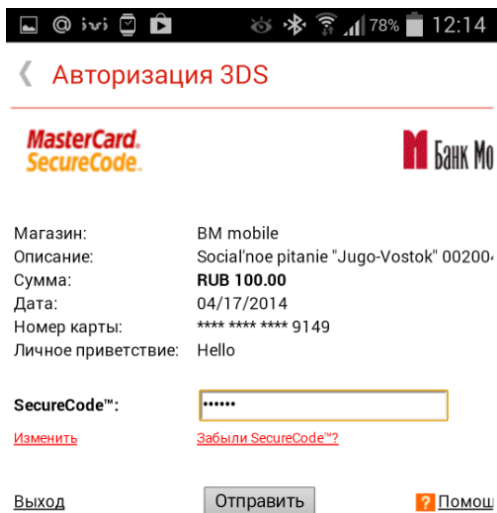 78% 12:14
Авторизация 3DS
MasterCard.
SecureCode.
Банк Мо
Магазин: BM mobile
Описание: Social'noe pitanie "Jugo-Vostok" 00200
Сумма: RUB 100.00
Дата: 04/17/2014
Номер карты: **** **** **** 9149
Личное приветствие: Hello
SecureCode™: ••••••
Изменить Забыли SecureCode™?
Выход Отправить ? Помощ